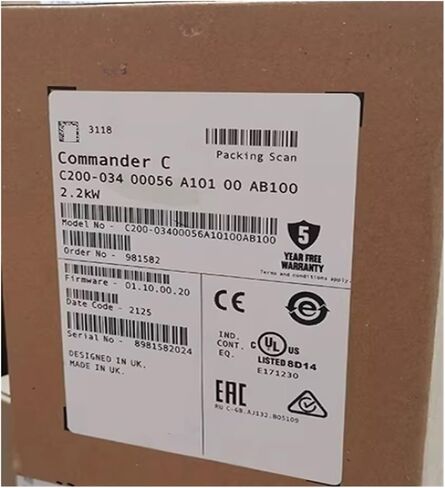 3118
Packing Scan
Commander C
C200-034 00056 A101 00 AB100
2.2kW
Model No - C200-03400056A10100AB100
Order No - 981582
5
YEAR FREE
WARRANTY
Terms and conditions apply.
Firmware - 01.10.00.20
Date Code - 2125
Serial No - 8981582024
DESIGNED IN UK.
MADE IN UK.
CE
IND.
CONT.
EQ.
C UL US
LISTED 8D14
E171230
EAC
RU C-GB.AJ132.B05109